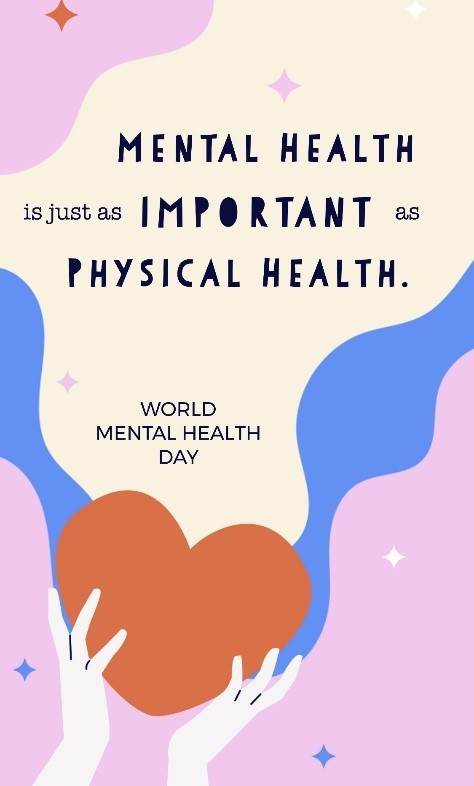 MENTAL HEALTH
is just as IMPORTANT as
PHYSICAL HEALTH.
WORLD
MENTAL HEALTH
DAY